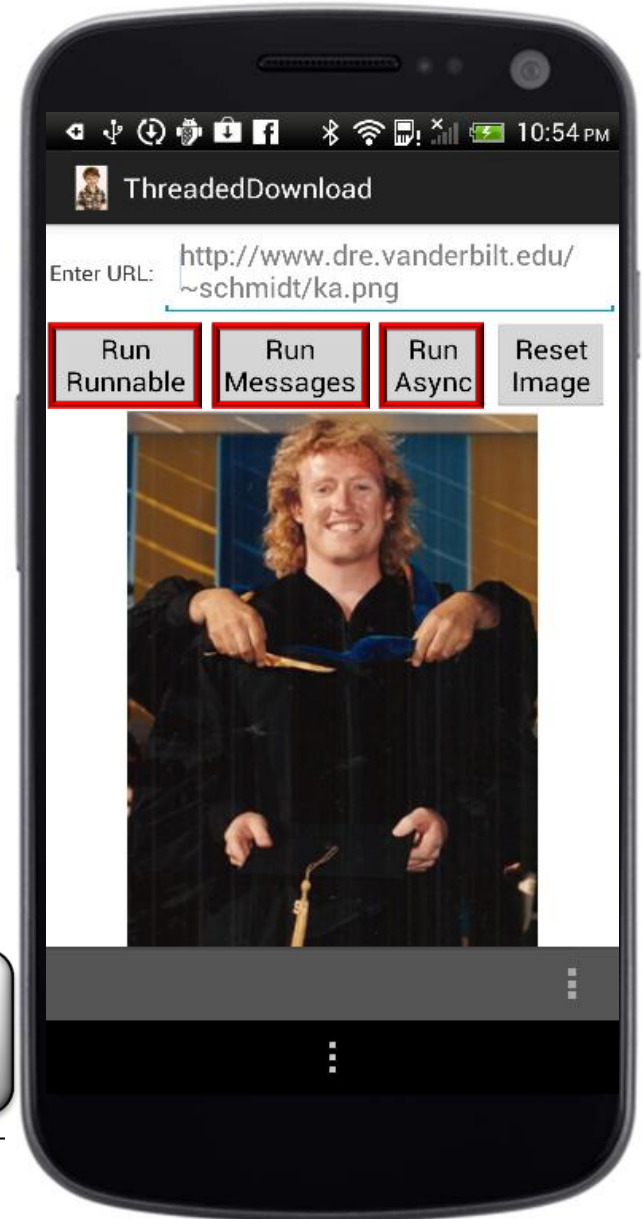 10:54 PM
ThreadedDownload
Enter URL:
http://www.dre.vanderbilt.edu/
~schmidt/ka.png
Run
Runnable
Run
Messages
Run
Async
Reset
Image